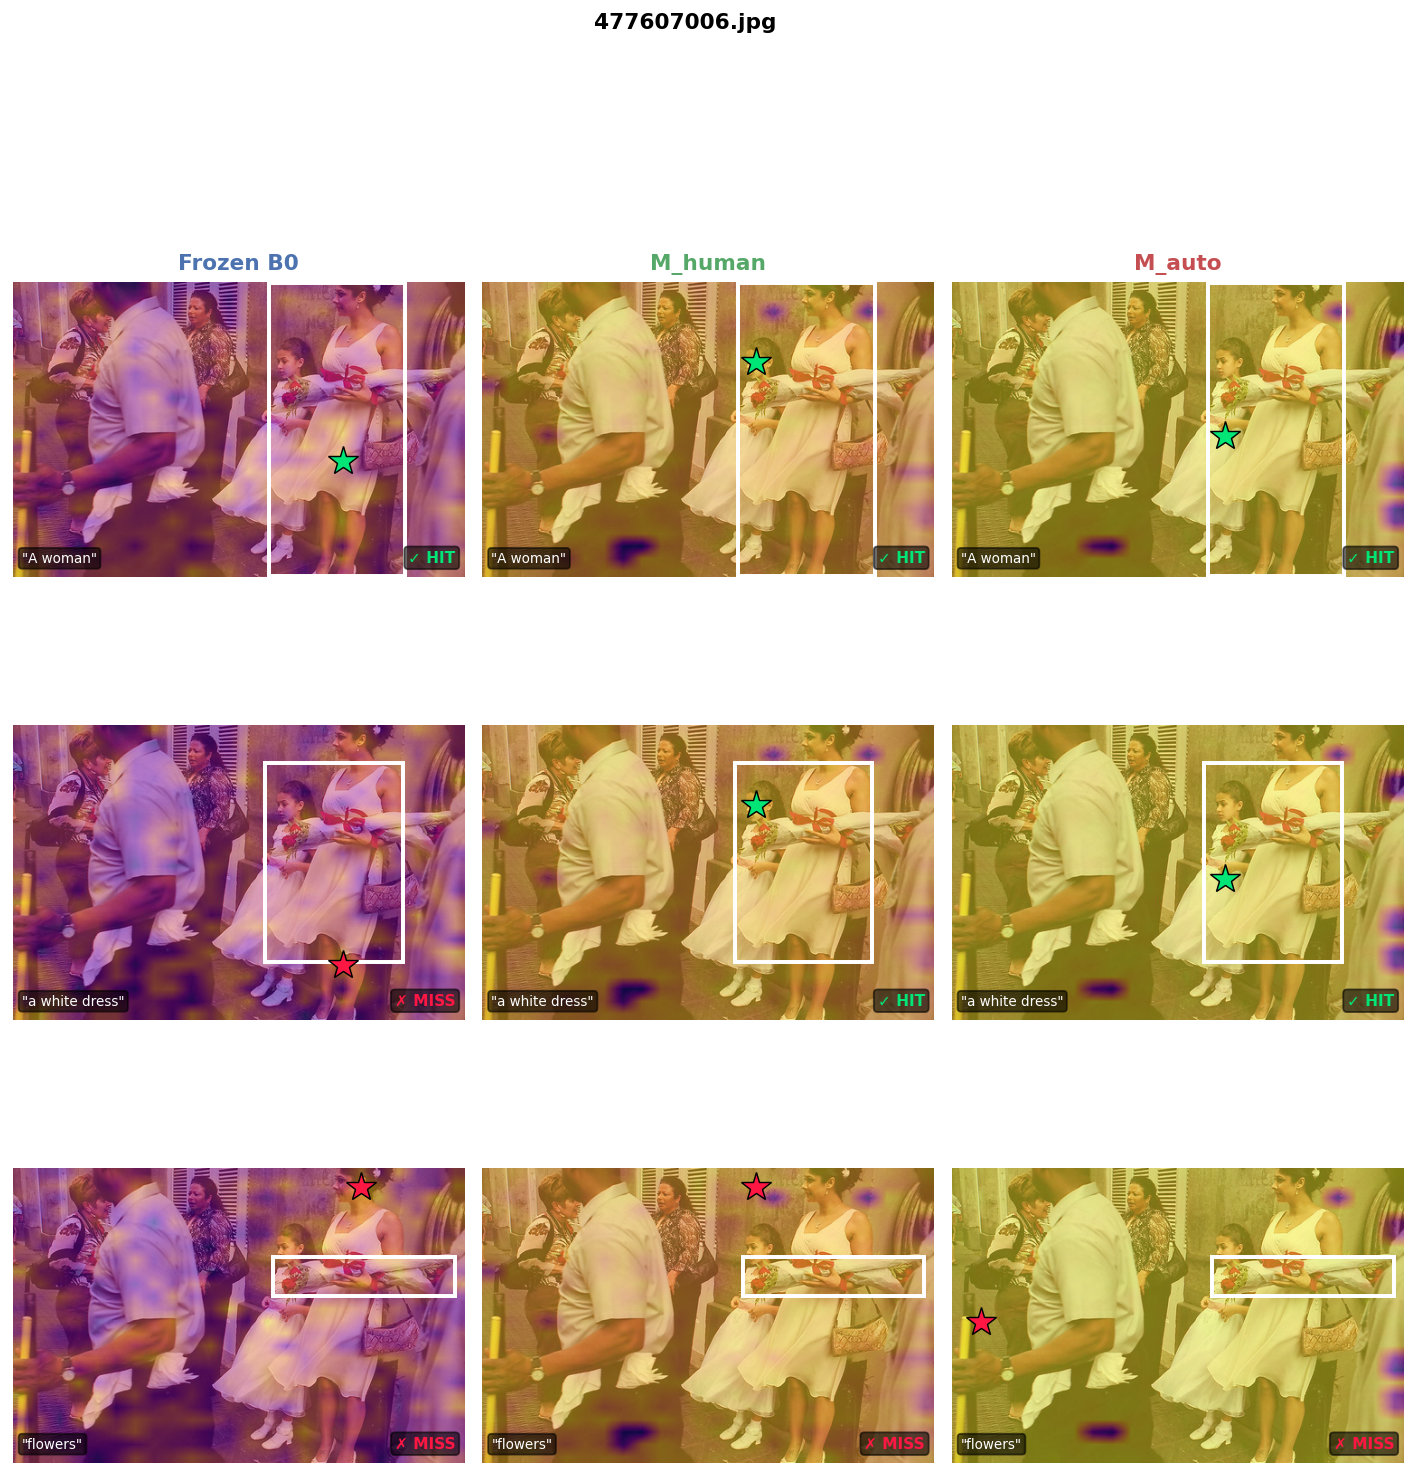 477607006.jpg
Frozen B0
M_human
M_auto
"A woman"
✓ HIT
"A woman"
✓ HIT
"A woman"
✓ HIT
"a white dress"
✗ MISS
"a white dress"
✓ HIT
"a white dress"
✓ HIT
"flowers"
✗ MISS
"flowers"
✗ MISS
"flowers"
✗ MISS